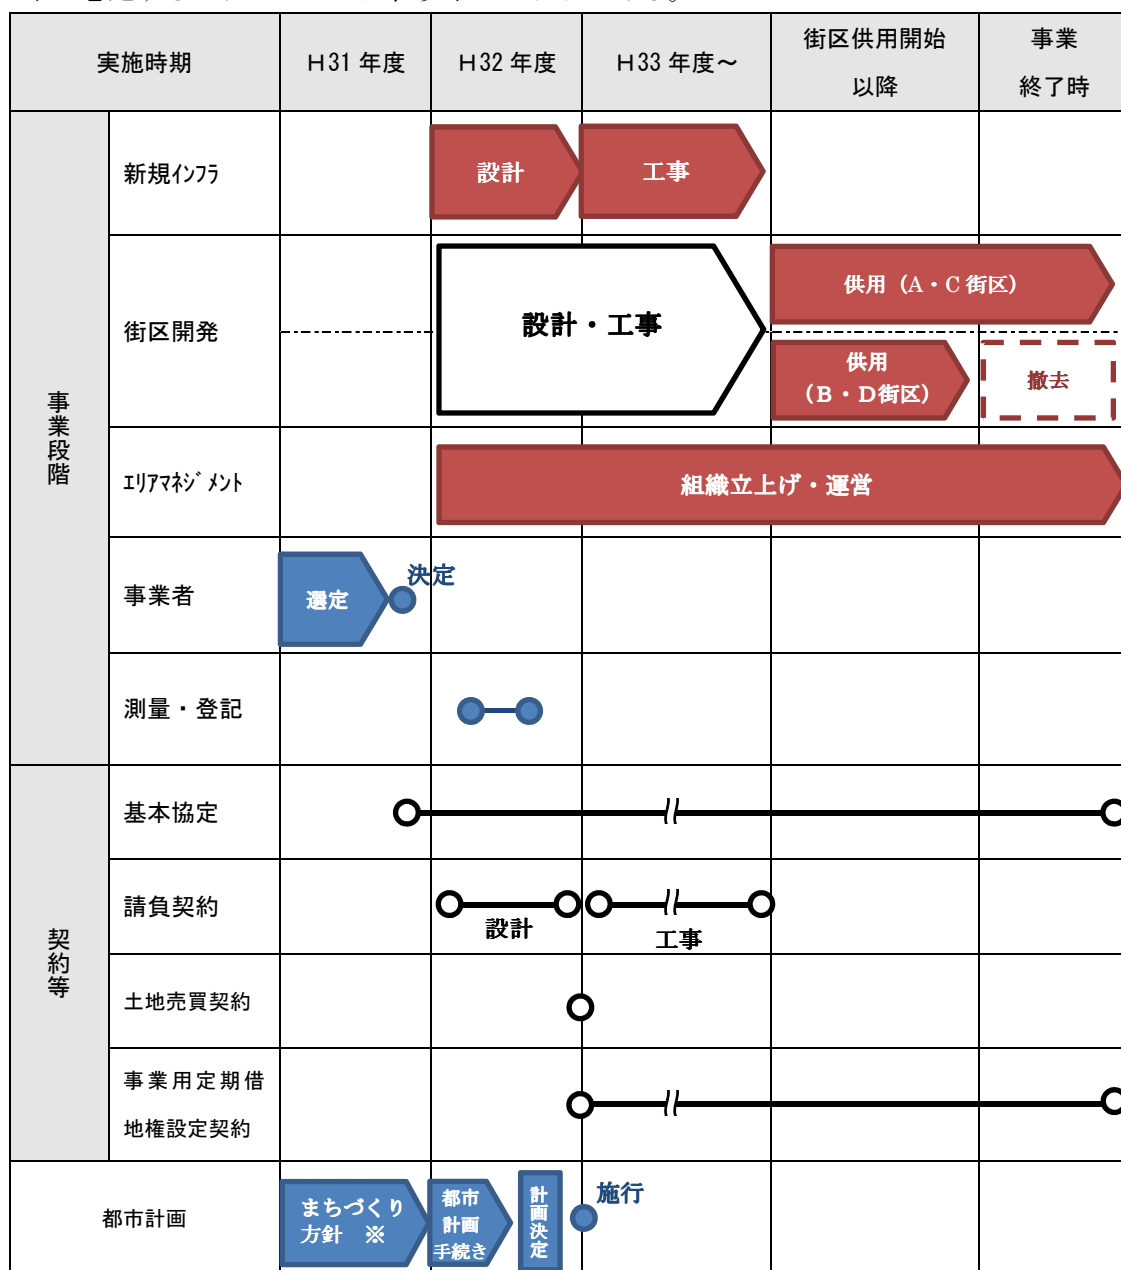 実施時期
Ｈ31 年度
Ｈ32 年度
Ｈ33 年度～
街区供用開始
以降
事業
終了時
事業段階
新規ｲﾝﾌﾗ
設計
工事
街区開発
設計・工事
供用（A・C 街区）
供用
（Ｂ・Ｄ街区）
撤去
ｴﾘｱﾏﾈｼﾞﾒﾝﾄ
組織立上げ・運営
事業者
選定
決定
測量・登記
契約等
基本協定
請負契約
設計
工事
土地売買契約
事業用定期借
地権設定契約
都市計画
まちづくり
方針　※
都市
計画
手続き
計画決定
施行